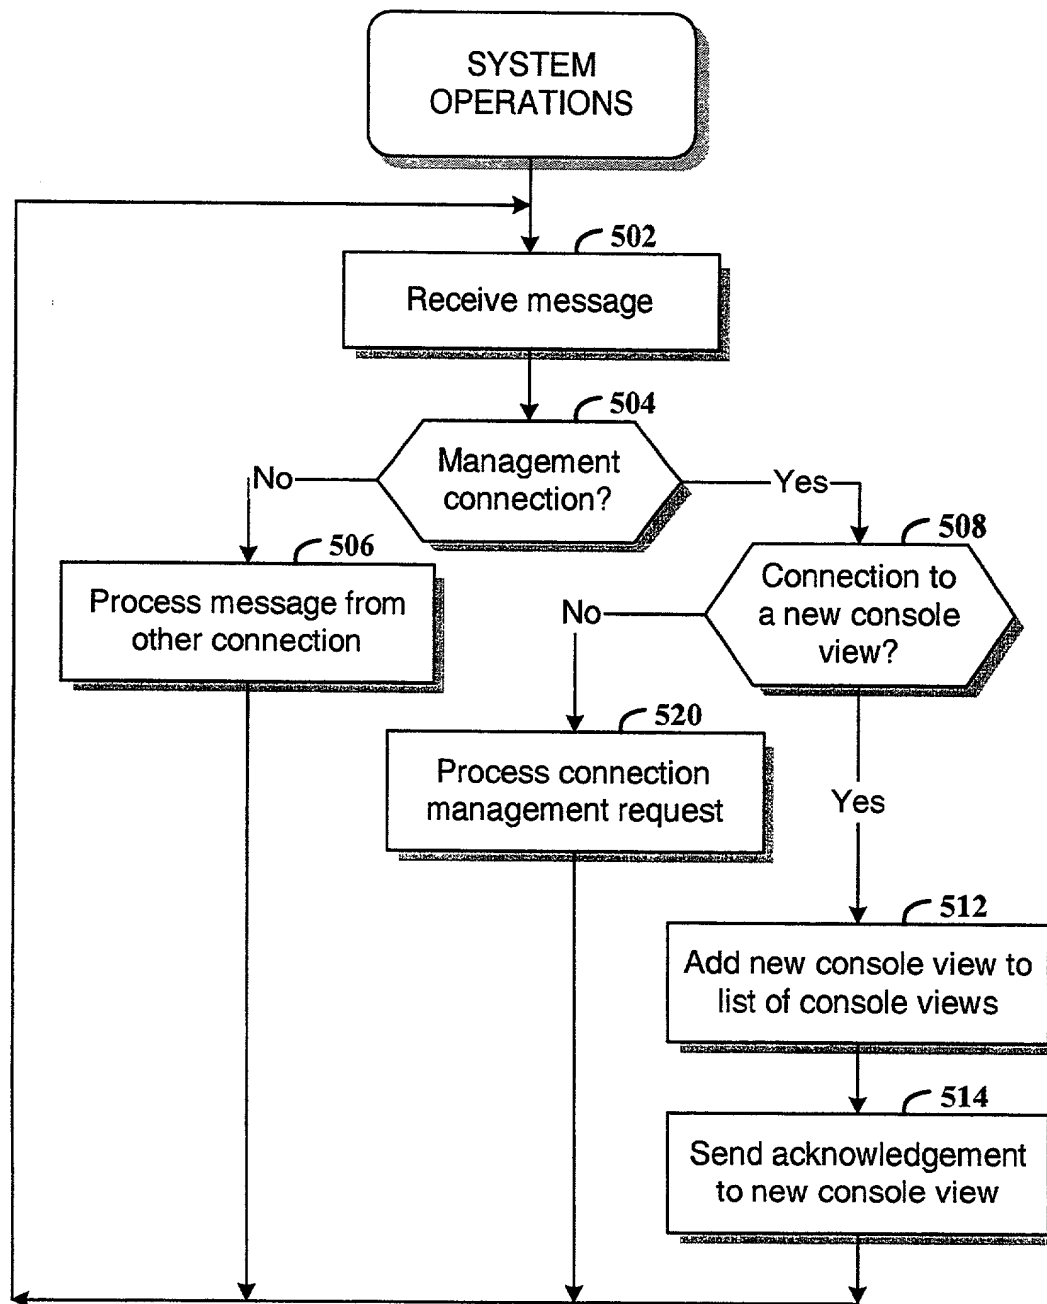 SYSTEM
OPERATIONS
502
Receive message
504
Management
connection?
No
Yes
506
Process message from
other connection
508
Connection to
a new console
view?
No
520
Process connection
management request
Yes
512
Add new console view to
list of console views
514
Send acknowledgement
to new console view